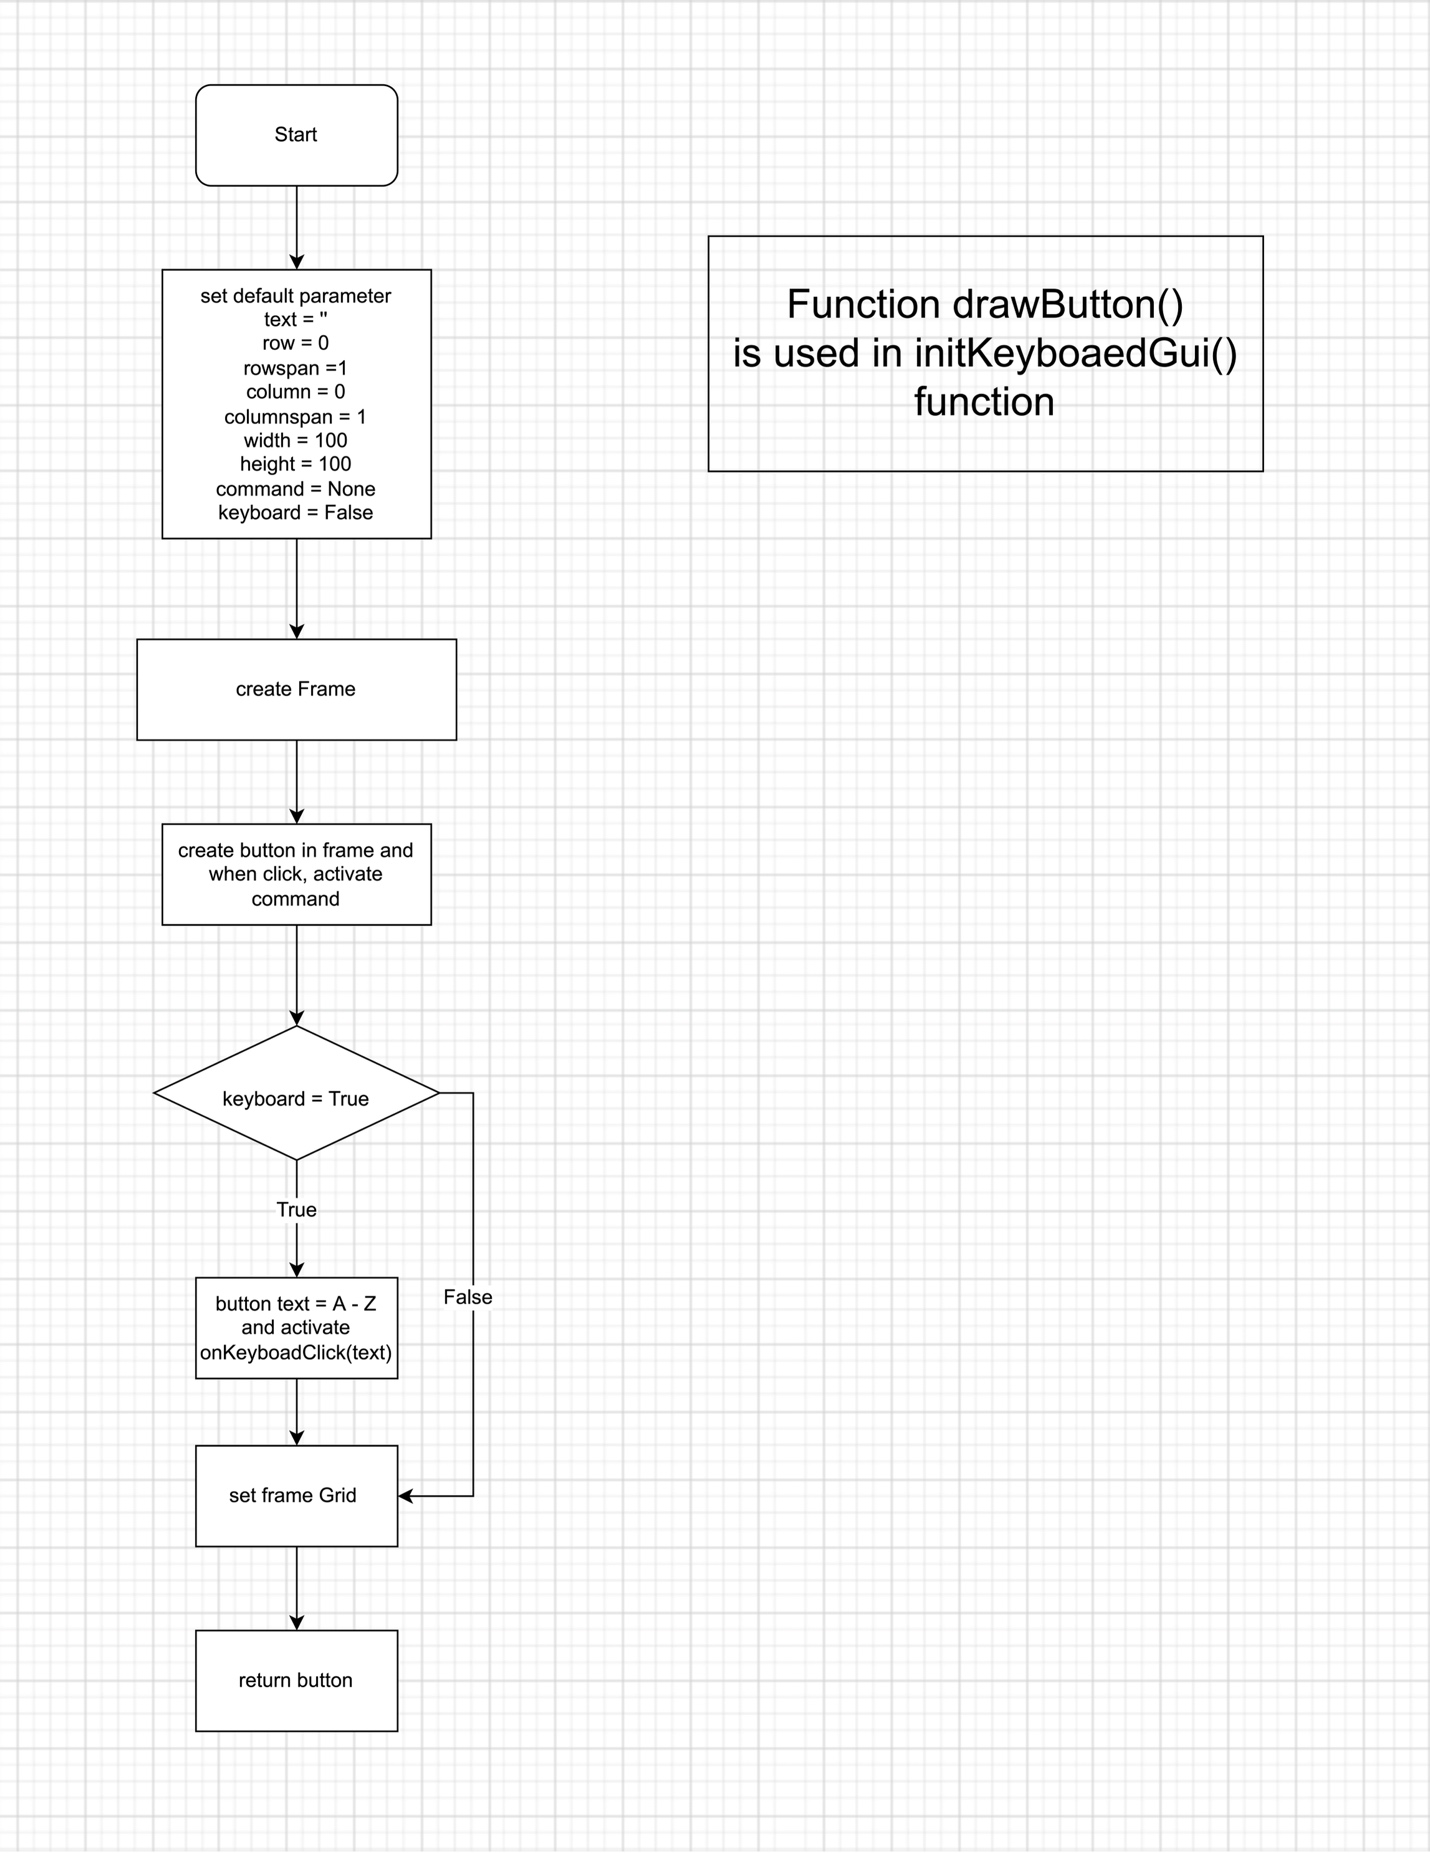 Start
set default parameter
text = ''
row = 0
rowspan =1
column = 0
columnspan = 1
width = 100
height = 100
command = None
keyboard = False
Function drawButton()
is used in initKeyboaedGui()
function
create Frame
create button in frame and
when click, activate
command
keyboard = True
True
False
button text = A - Z
and activate
onKeyboadClick(text)
set frame Grid
return button